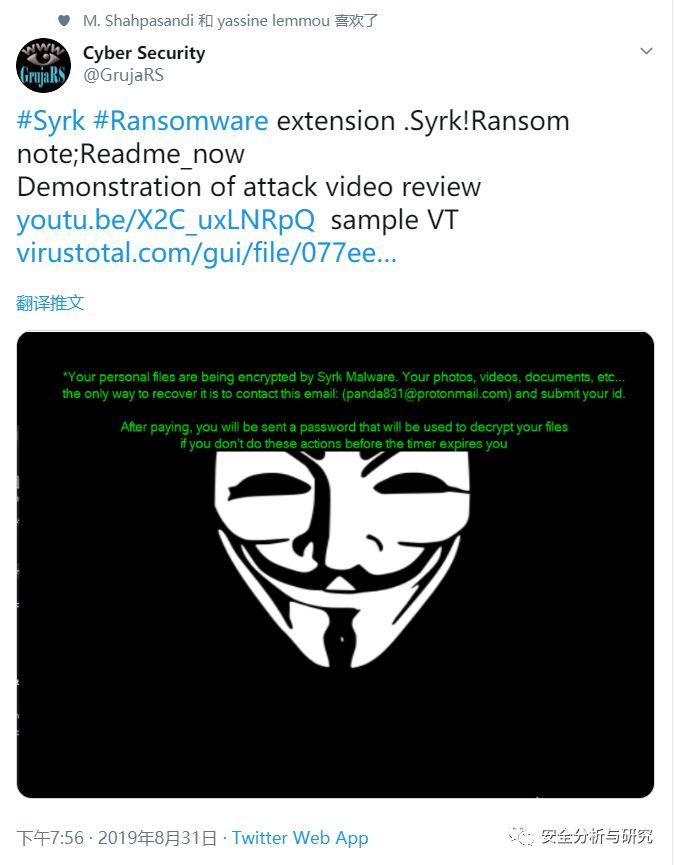 M. Shahpasandi 和 yassine lemmou 喜欢了
WWW
GrujaRS
Cyber Security
@GrujaRS
#Syrk #Ransomware extension .Syrk!Ransom
note;Readme_now
Demonstration of attack video review
youtu.be/X2C_uxLNRpQ sample VT
virustotal.com/gui/file/077ee...
翻译推文
*Your personal files are being encrypted by Syrk Malware. Your photos, videos, documents, etc...
the only way to recover it is to contact this email: (panda831@protonmail.com) and submit your id.
After paying, you will be sent a password that will be used to decrypt your files
if you don't do these actions before the timer expires you
下午7:56 · 2019年8月31日 · Twitter Web App
安全分析与研究